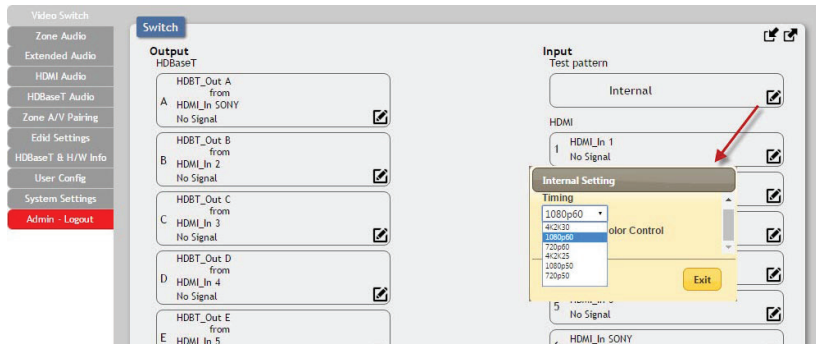 Video Switch
Zone Audio
Extended Audio
HDMI Audio
HDBaseT Audio
Zone A/V Pairing
Edid Settings
HDBaseT & H/W Info
User Config
System Settings
Admin - Logout
Switch
Output
HDBaseT
HDBT_Out A
from
A HDMI_In SONY
No Signal
HDBT_Out B
from
B HDMI_In 2
No Signal
HDBT_Out C
from
C HDMI_In 3
No Signal
HDBT_Out D
from
D HDMI_In 4
No Signal
HDBT_Out E
from
E HDMI_In 5
Input
Test pattern
Internal
HDMI
1 HDMI_In 1
No Signal
Internal Setting
Timing
1080p60
4K2K30
1080p60
720p60
4K2K25
1080p50
720p50
olor Control
Exit
5
No Signal
HDMI_In SONY